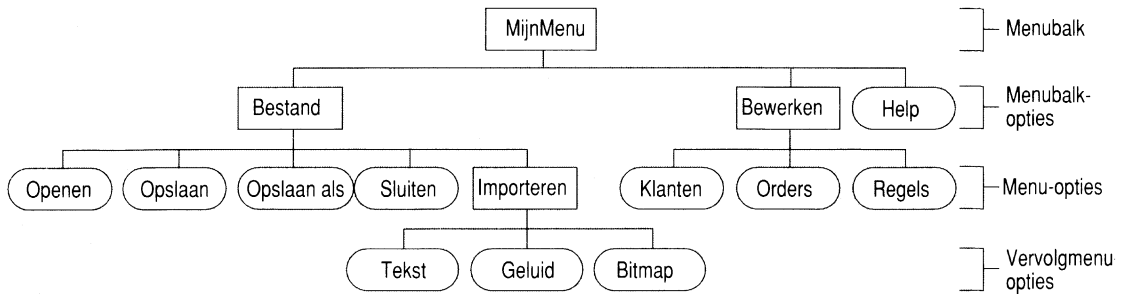 MijnMenu
Menubalk
Bestand
Bewerken
Help
Menubalk-
opties
Openen
Opslaan
Opslaan als
Sluiten
Importeren
Klanten
Orders
Regels
Menu-opties
Tekst
Geluid
Bitmap
Vervolgmenu
opties